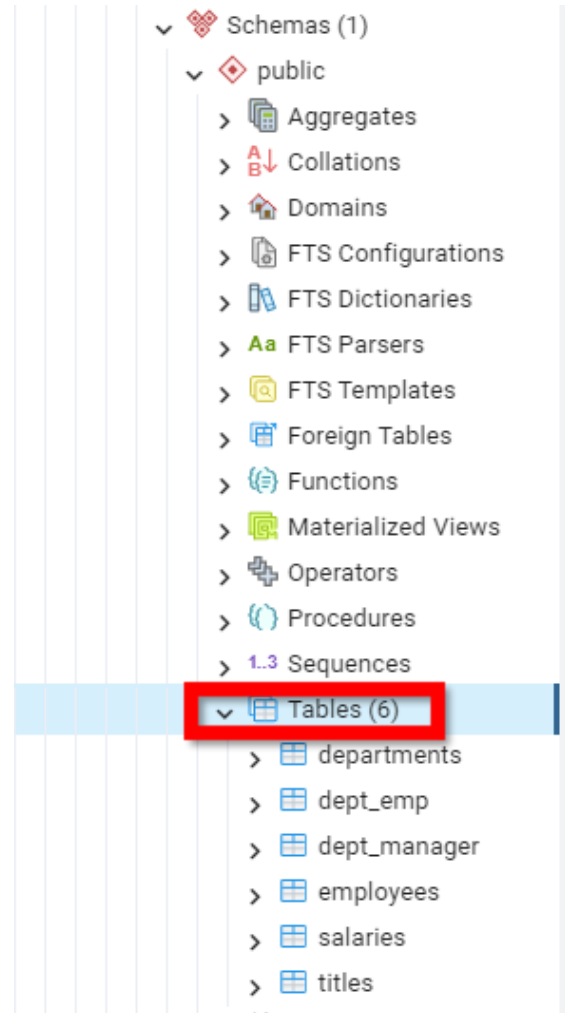 Schemas (1)
public
Aggregates
A
B
Collations
Domains
FTS Configurations
FTS Dictionaries
Aa FTS Parsers
FTS Templates
Foreign Tables
Functions
Materialized Views
Operators
Procedures
1..3 Sequences
Tables (6)
departments
dept_emp
dept_manager
employees
salaries
titles